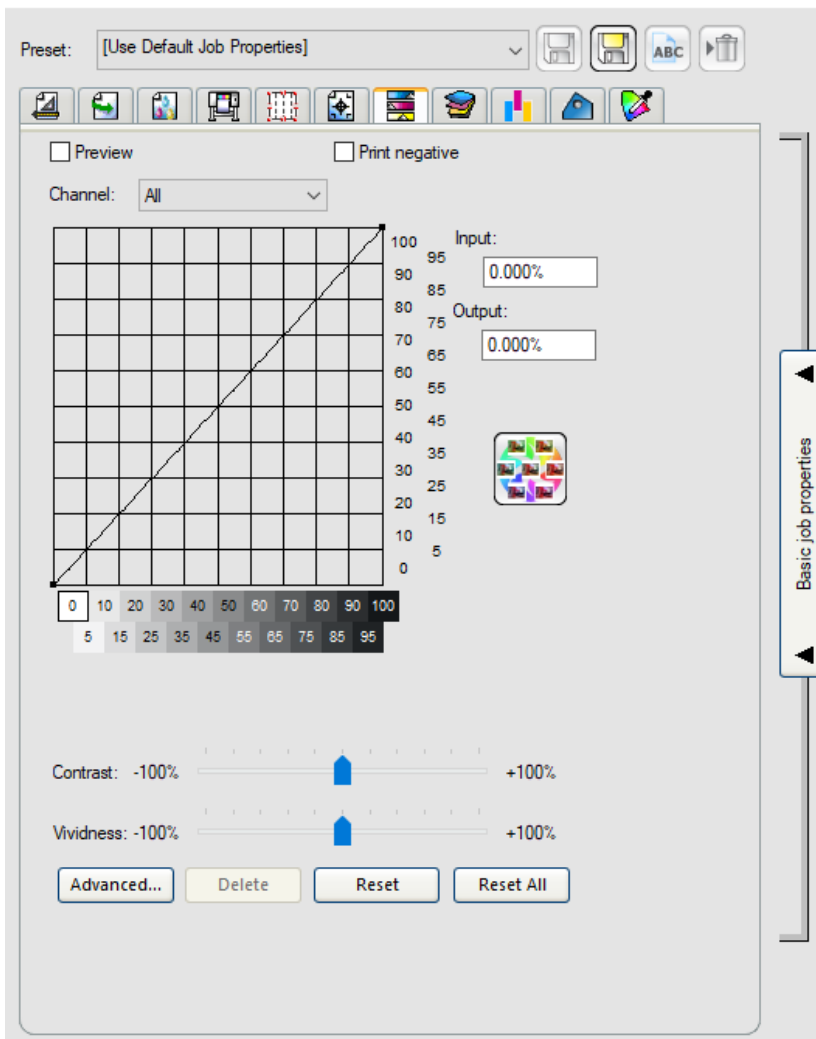 Preset: [Use Default Job Properties]
ABC
Preview Print negative
Channel: All
Input:
0.000%
Output:
0.000%
100
95
90
85
80
75
70
65
60
55
50
45
40
35
30
25
20
15
10
5
0
0 10 20 30 40 50 60 70 80 90 100
5 15 25 35 45 55 65 75 85 95
Contrast: -100% +100%
Vividness: -100% +100%
Advanced... Delete Reset Reset All
Basic job properties